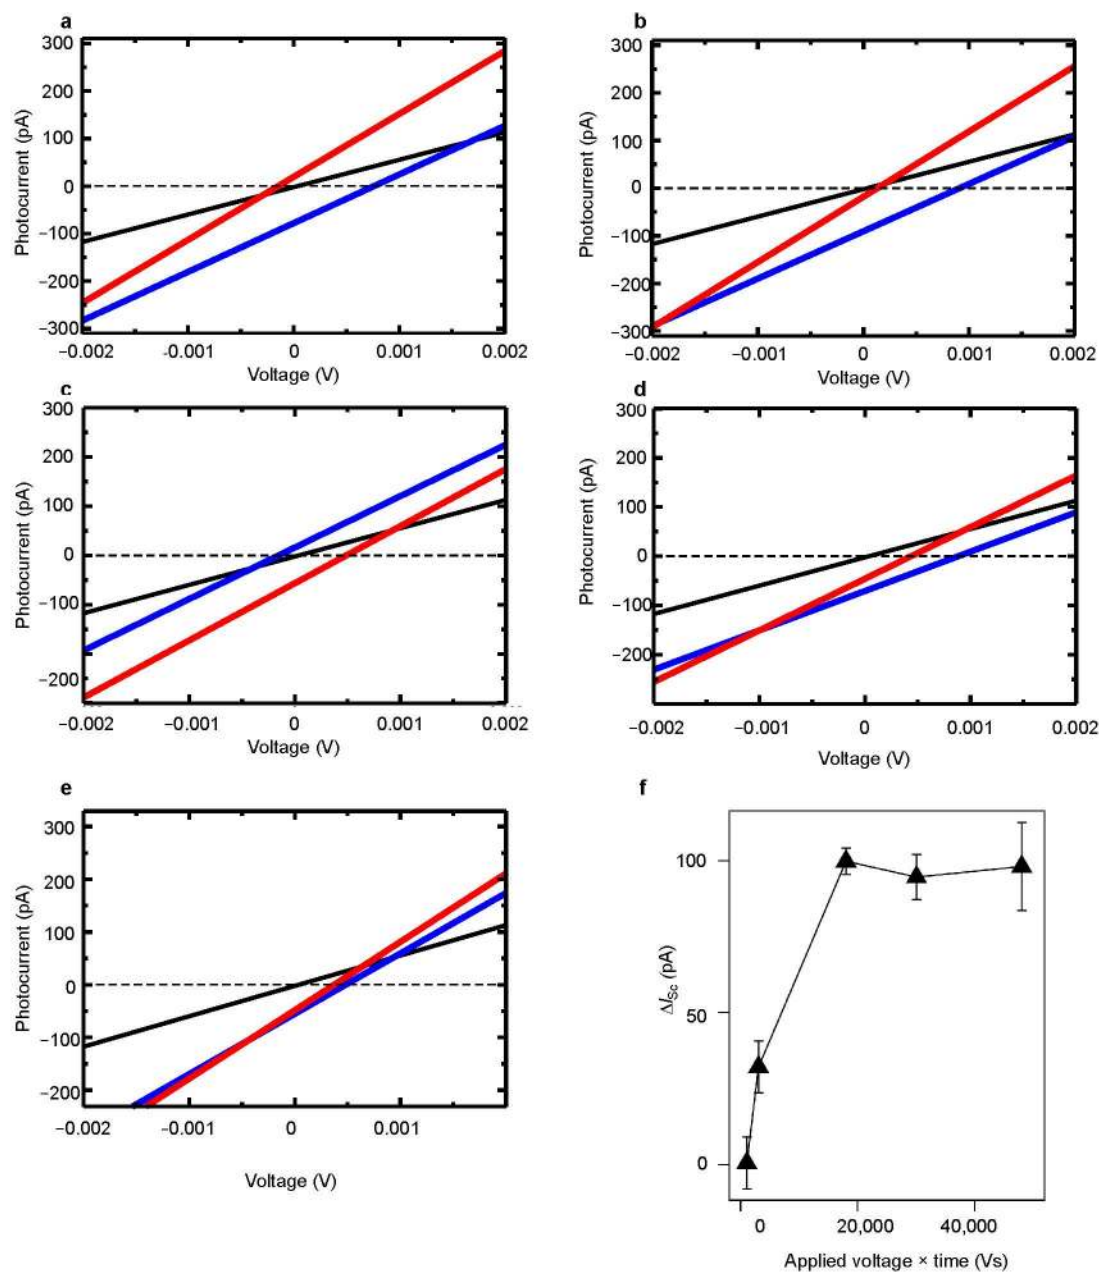 a
300
200
100
0
−100
−200
−300
Photocurrent (pA)
−0.002 -0.001 0 0.001 0.002
Voltage (V)
b
300
200
100
0
−100
−200
−300
Photocurrent (pA)
−0.002 −0.001 0 0.001 0.002
Voltage (V)
c
300
200
100
0
−100
−200
Photocurrent (pA)
−0.002 −0.001 0 0.001 0.002
Voltage (V)
d
300
200
100
0
−100
−200
Photocurrent (pA)
−0.002 −0.001 0 0.001 0.002
Voltage (V)
e
300
200
100
0
−100
−200
Photocurrent (pA)
−0.002 −0.001 0 0.001
Voltage (V)
f
100
50
0
ΔISc (pA)
0 20,000 40,000
Applied voltage × time (Vs)